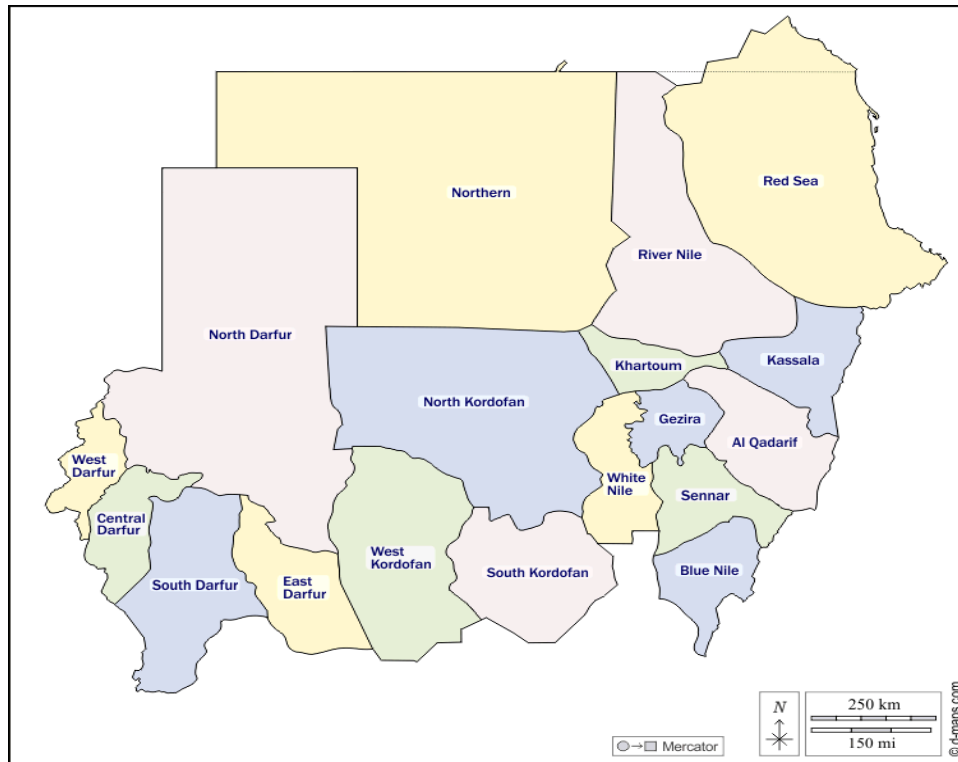 Northern
Red Sea
River Nile
North Darfur
Khartoum
Kassala
North Kordofan
Gezira
Al Qadarif
West
Darfur
White
Nile
Sennar
Central
Darfur
West
Kordofan
South Kordofan
Blue Nile
South Darfur
East
Darfur
N
250 km
150 mi
Mercator
© d-maps.com